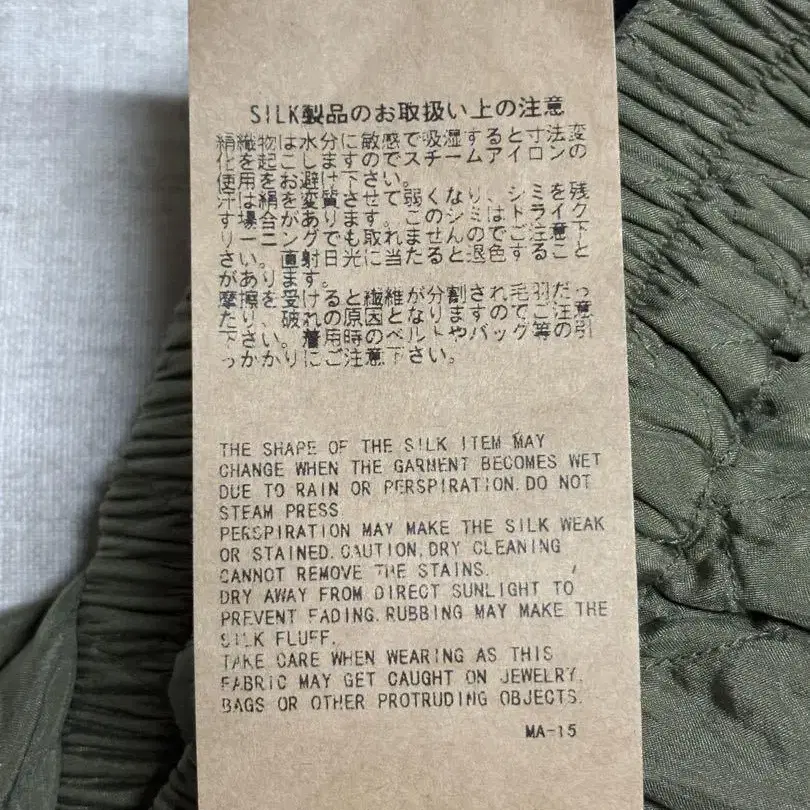 SILK製品のお取扱い上の注意
絹織物は水分に敏感で吸湿すると寸法変
化を起こしますのでスチームアイロンの
使用をお避け下さい。
汗は絹を変質させて弱くなり、シミを残
す場合があります。このシミはドライク
リーニングでも取れませんのでご注意下
さい。直射日光に当たると退色すること
があります。
摩擦を受けると繊維が分割され毛羽だっ
たり、破れの原因となりますのでご注意
下さい。着用時のベルトやバッグ等の引
っかかりにご注意下さい。
THE SHAPE OF THE SILK ITEM MAY
CHANGE WHEN THE GARMENT BECOMES WET
DUE TO RAIN OR PERSPIRATION.DO NOT
STEAM PRESS
PERSPIRATION MAY MAKE THE SILK WEAK
OR STAINED.CAUTION,DRY CLEANING
CANNOT REMOVE THE STAINS.
DRY AWAY FROM DIRECT SUNLIGHT TO
PREVENT FADING.RUBBING MAY MAKE THE
SILK FLUFF.
TAKE CARE WHEN WEARING AS THIS
FABRIC MAY GET CAUGHT ON JEWELRY,
BAGS OR OTHER PROTRUDING OBJECTS.
MA-15